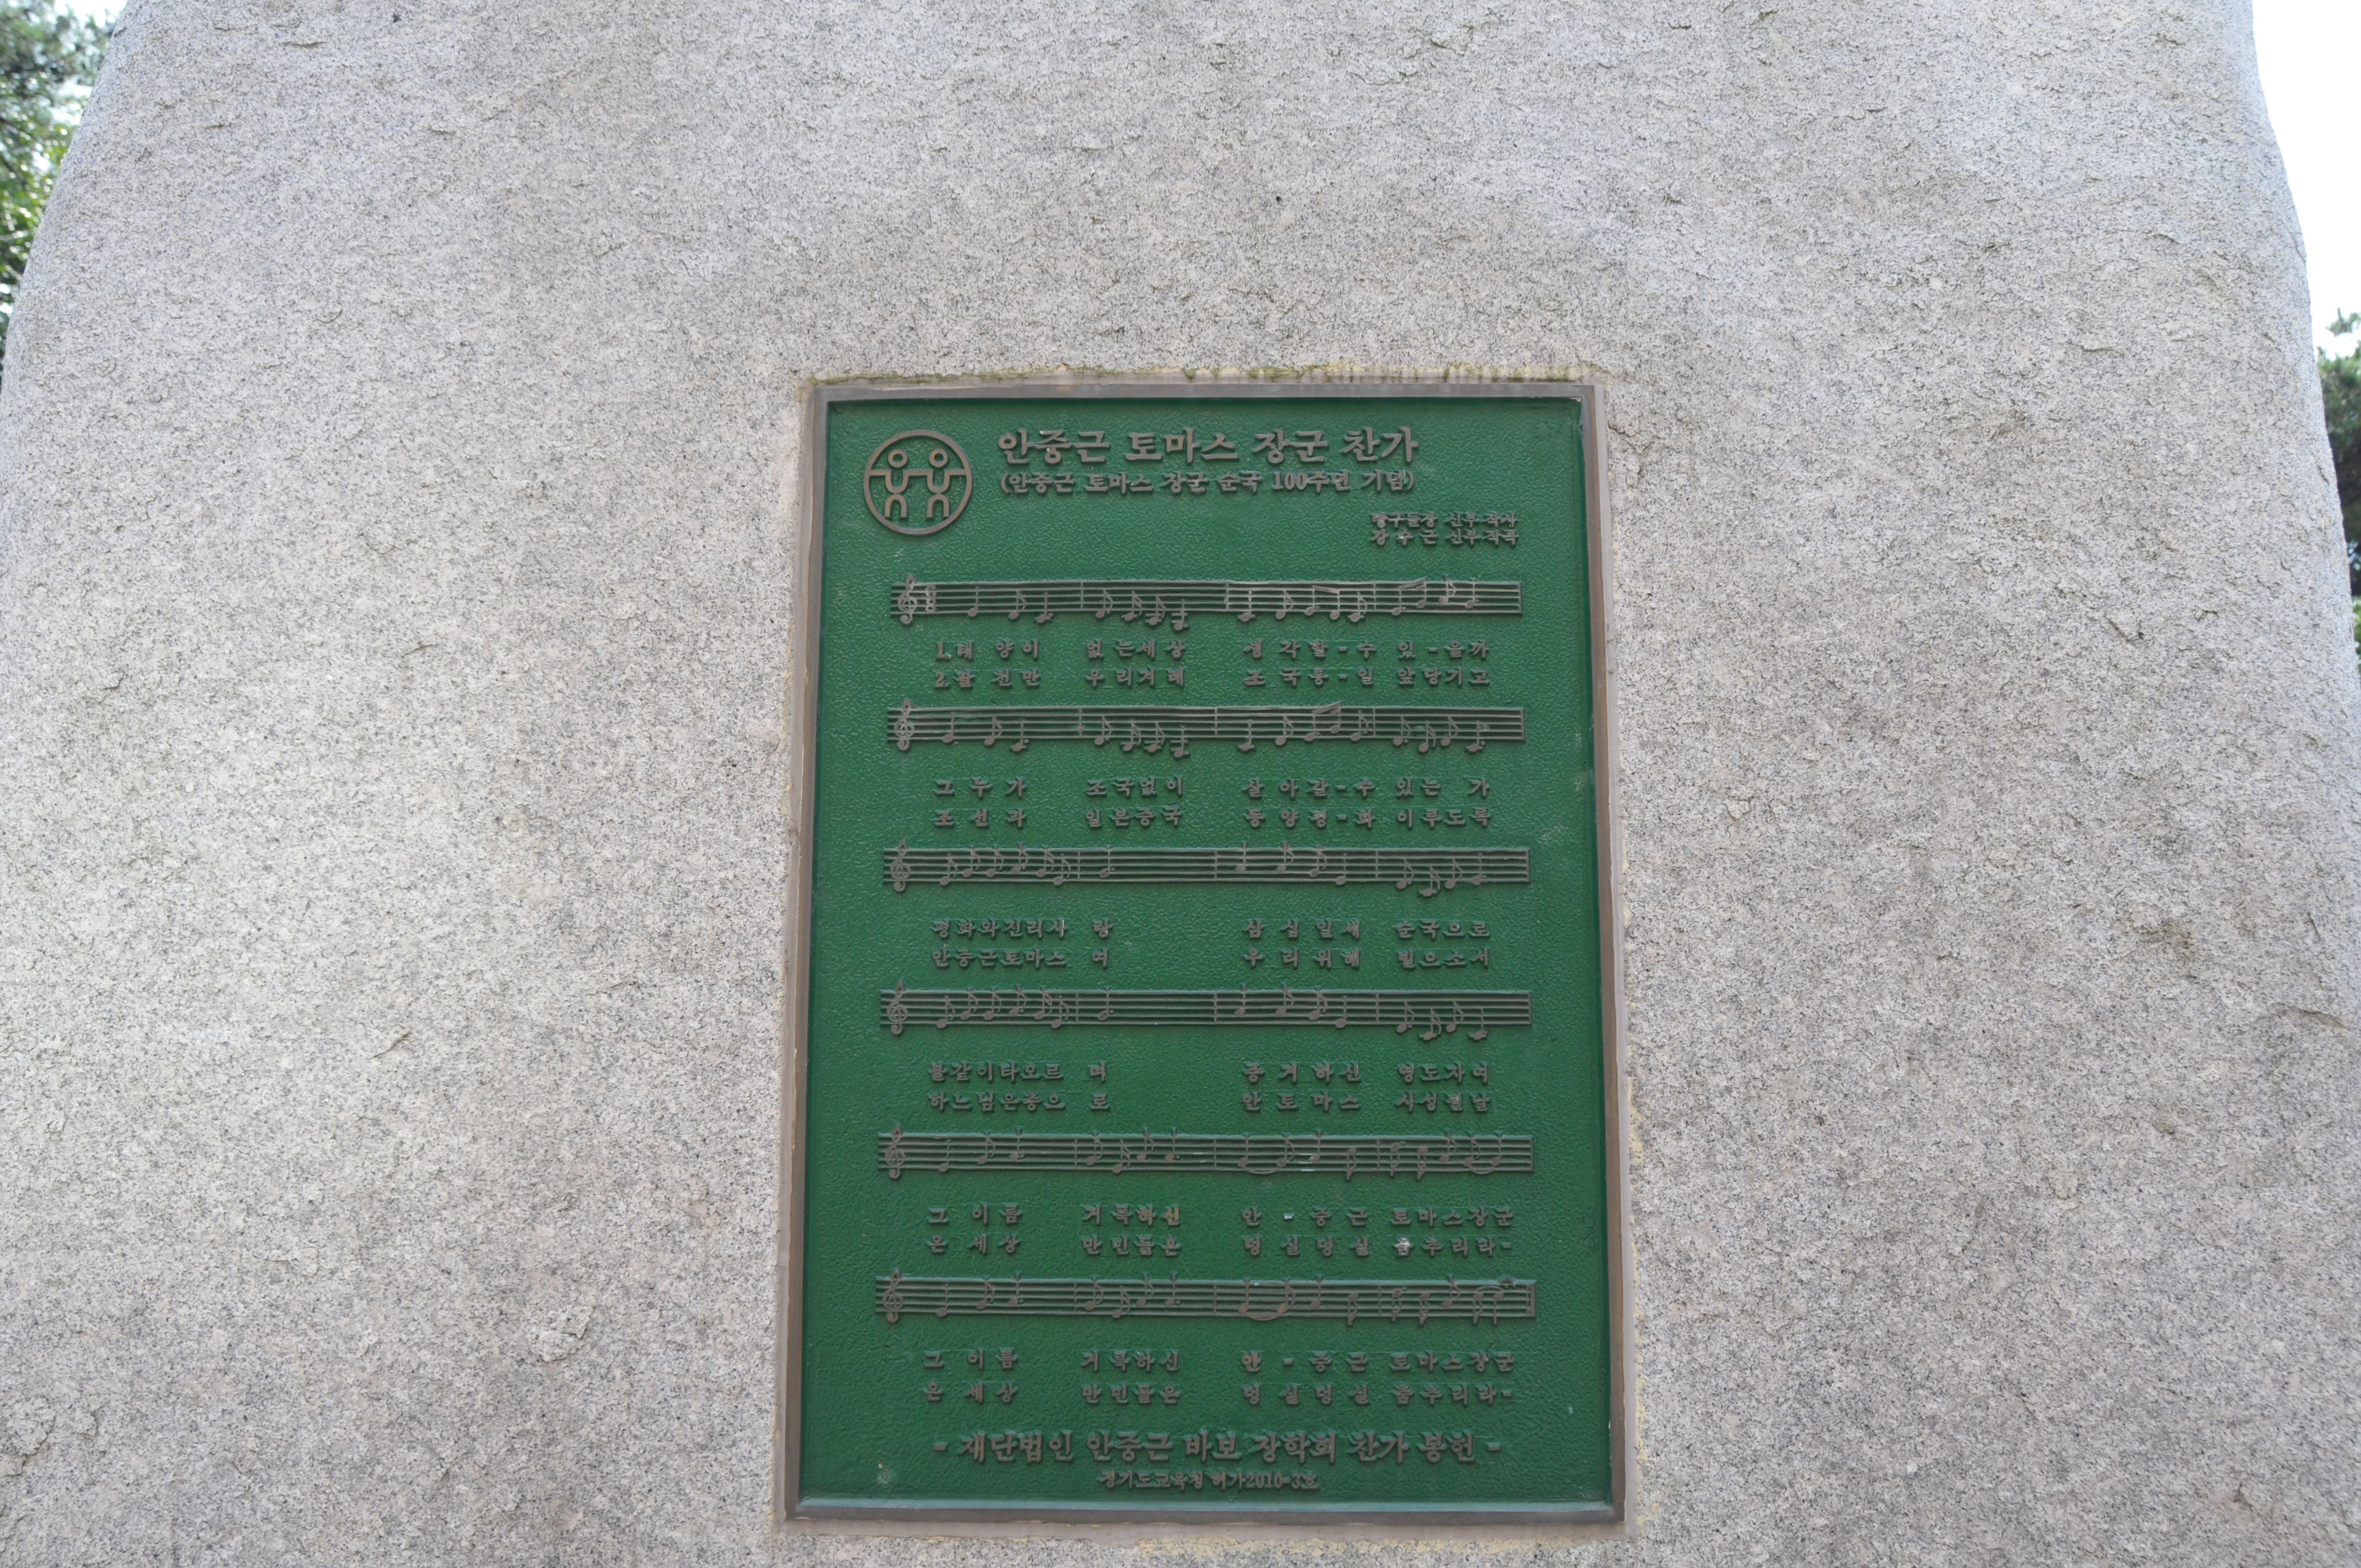 안중근 토마스 장군 찬가
(안중근 토마스 장군 순국 100주년 기념)
신부 작사
강 수 근 신부 작곡
1.태 양 이 없 는 세 상 생 각 할 - 수 있 - 을 까
2.팔 천 만 우 리 겨 레 조 국 통 - 일 앞 당 기 고
그 누 가 조 국 없 이 살 아 갈 - 수 있 는 가
조 선 과 일 본 중 국 동 양 평 - 화 이 루 도 록
평 화 와 진 리 사 랑 삼 십 일 세 순 국 으 로
안 중 근 토 마 스 여 우 리 위 해 빌 으 소 서
불 같 이 타 오 르 며 증 거 하 신 영 도 자 여
하 느 님 은 총 으 로 안 토 마 스 시 성 될 날
그 이 름 거 룩 하 신 안 - 중 근 토 마 스 장 군
온 세 상 만 민 들 은 덩 실 덩 실 춤 추 리 라 -
그 이 름 거 룩 하 신 안 - 중 근 토 마 스 장 군
온 세 상 만 민 들 은 덩 실 덩 실 춤 추 리 라 -
- 재단법인 안중근 바보 장학회 찬가 봉헌 -
경기도교육청 허가2010-3호